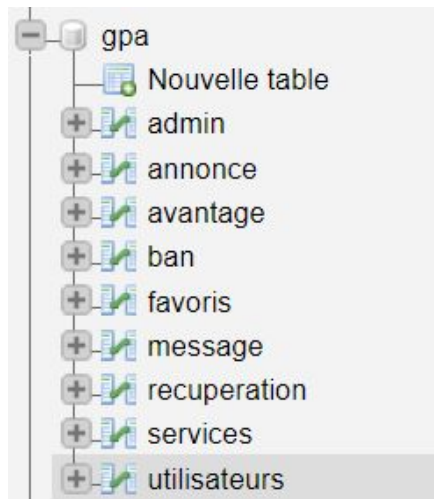 gpa
Nouvelle table
admin
annonce
avantage
ban
favoris
message
recuperation
services
utilisateurs